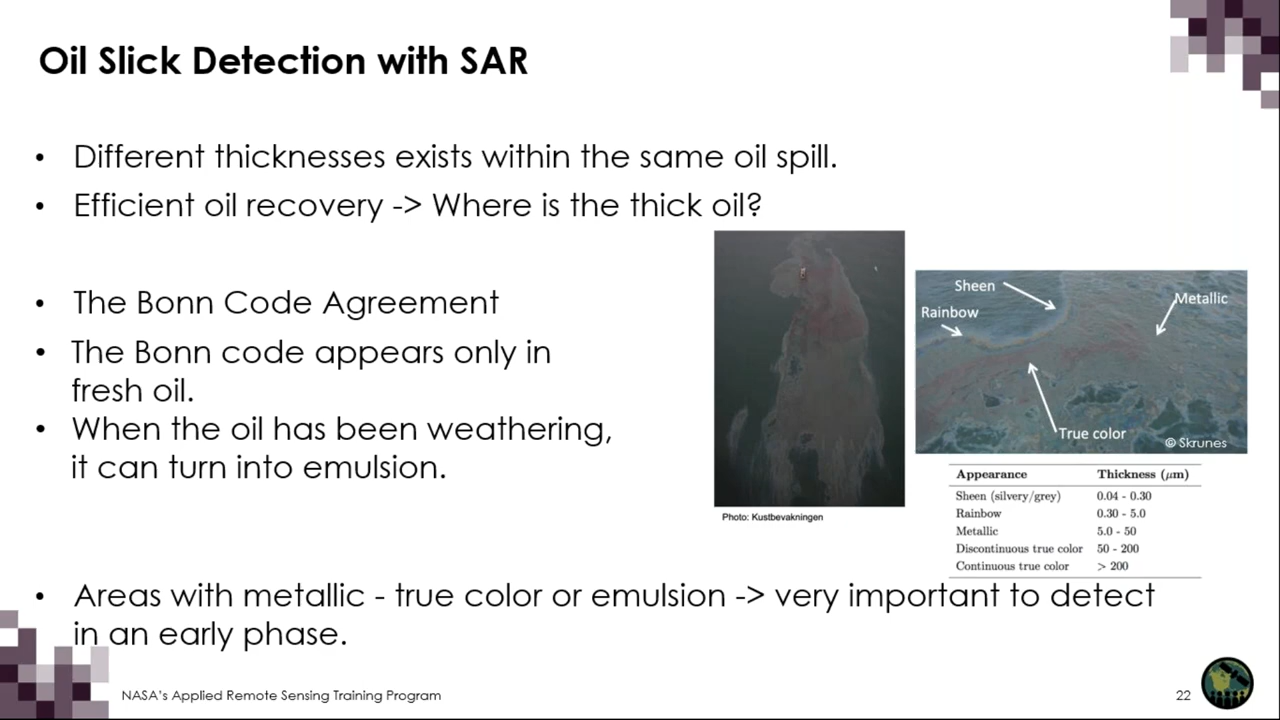 Oil Slick Detection with SAR
• Different thicknesses exists within the same oil spill.
• Efficient oil recovery -> Where is the thick oil?
• The Bonn Code Agreement
• The Bonn code appears only in
fresh oil.
• When the oil has been weathering,
it can turn into emulsion.
Photo: Kustbevakningen
Sheen
Metallic
Rainbow
True color
© Skrunes
Appearance Thickness (μm)
Sheen (silvery/grey) 0.04 - 0.30
Rainbow 0.30 - 5.0
Metallic 5.0 - 50
Discontinuous true color 50 - 200
Continuous true color > 200
• Areas with metallic - true color or emulsion -> very important to detect
in an early phase.
NASA's Applied Remote Sensing Training Program
22